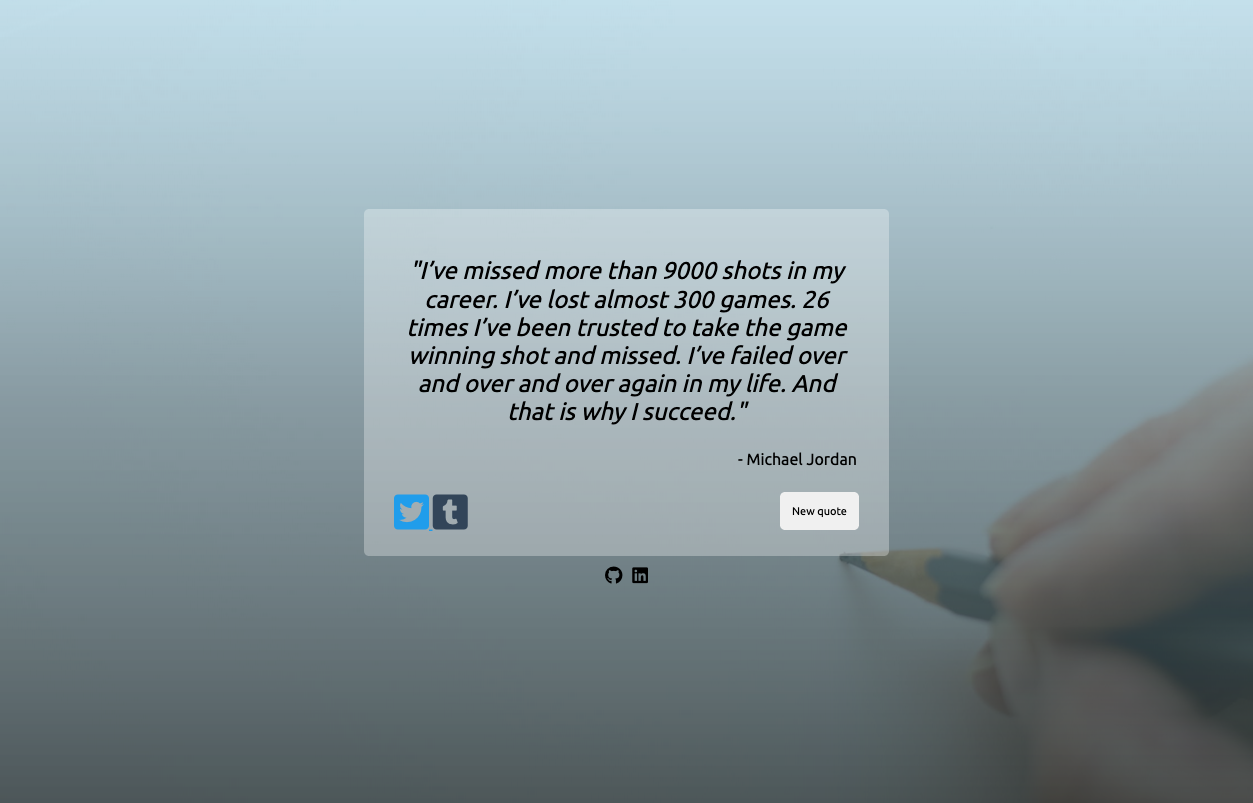 "I’ve missed more than 9000 shots in my
career. I’ve lost almost 300 games. 26
times I’ve been trusted to take the game
winning shot and missed. I’ve failed over
and over and over again in my life. And
that is why I succeed."
- Michael Jordan
New quote